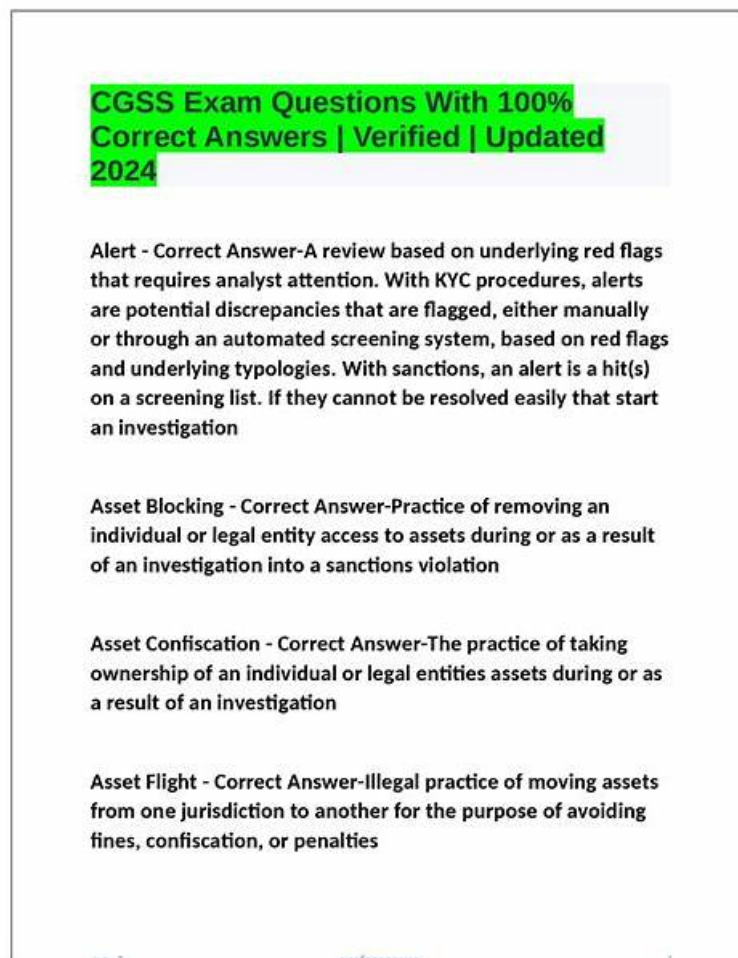 CGSS Exam Questions With 100%
Correct Answers | Verified | Updated
2024
Alert - Correct Answer-A review based on underlying red flags
that requires analyst attention. With KYC procedures, alerts
are potential discrepancies that are flagged, either manually
or through an automated screening system, based on red flags
and underlying typologies. With sanctions, an alert is a hit(s)
on a screening list. If they cannot be resolved easily that start
an investigation
Asset Blocking - Correct Answer-Practice of removing an
individual or legal entity access to assets during or as a result
of an investigation into a sanctions violation
Asset Confiscation - Correct Answer-The practice of taking
ownership of an individual or legal entities assets during or as
a result of an investigation
Asset Flight - Correct Answer-Illegal practice of moving assets
from one jurisdiction to another for the purpose of avoiding
fines, confiscation, or penalties